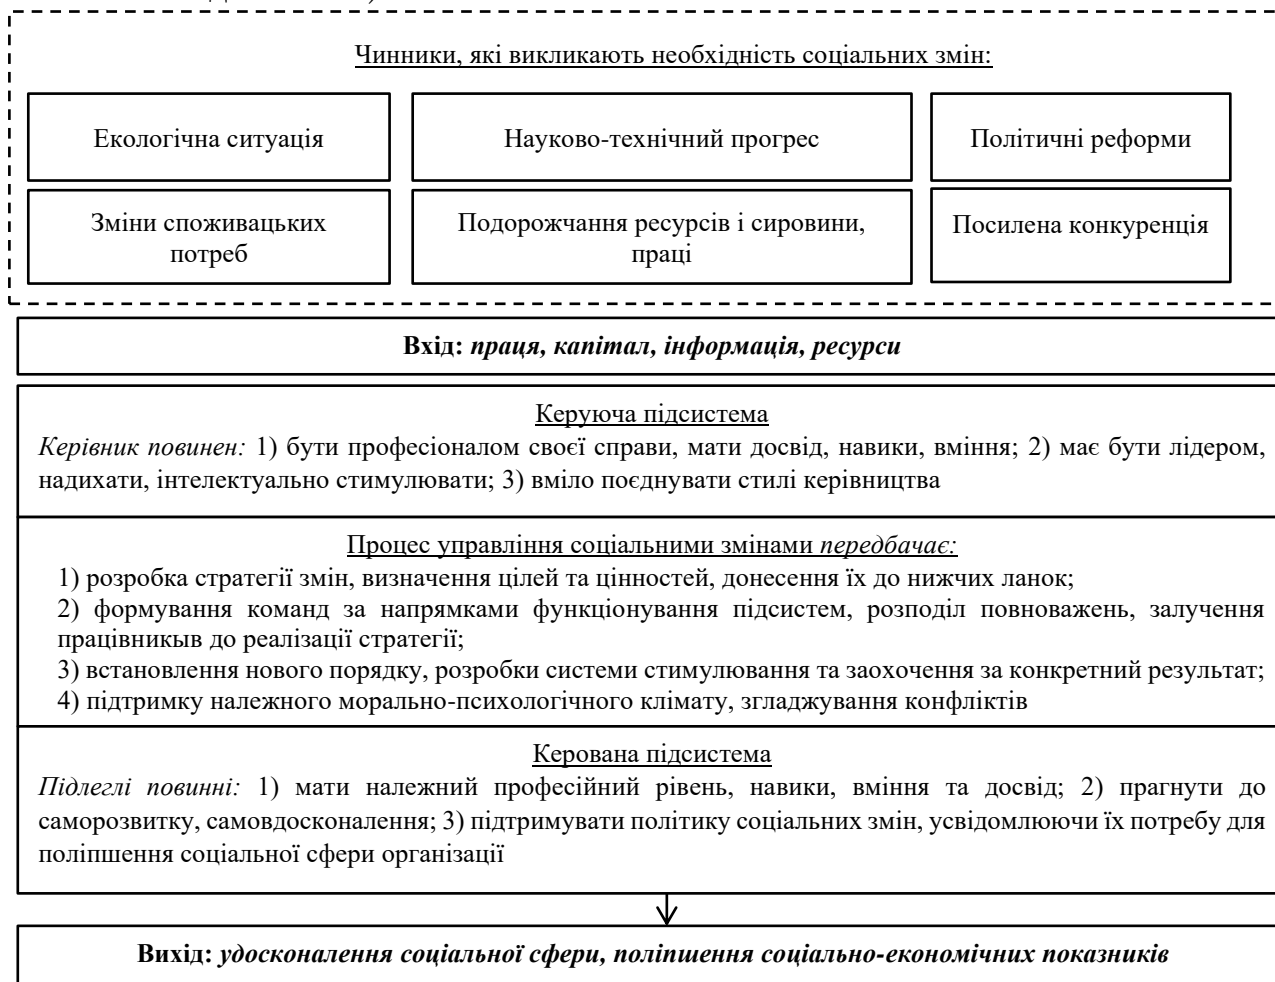 Чинники, які викликають необхідність соціальних змін:
Екологічна ситуація
Науково-технічний прогрес
Політичні реформи
Зміни споживацьких
потреб
Подорожчання ресурсів і сировини,
праці
Посилена конкуренція
Вхід: праця, капітал, інформація, ресурси
Керуюча підсистема
Керівник повинен: 1) бути професіоналом своєї справи, мати досвід, навики, вміння; 2) має бути лідером,
надихати, інтелектуально стимулювати; 3) вміло поєднувати стилі керівництва
Процес управління соціальними змінами передбачає:
1) розробка стратегії змін, визначення цілей та цінностей, донесення їх до нижчих ланок;
2) формування команд за напрямками функціонування підсистем, розподіл повноважень, залучення
працівникыв до реалізації стратегії;
3) встановлення нового порядку, розробки системи стимулювання та заохочення за конкретний результат;
4) підтримку належного морально-психологічного клімату, згладжування конфліктів
Керована підсистема
Підлеглі повинні: 1) мати належний професійний рівень, навики, вміння та досвід; 2) прагнути до
саморозвитку, самовдосконалення; 3) підтримувати політику соціальних змін, усвідомлюючи їх потребу для
поліпшення соціальної сфери організації
Вихід: удосконалення соціальної сфери, поліпшення соціально-економічних показників